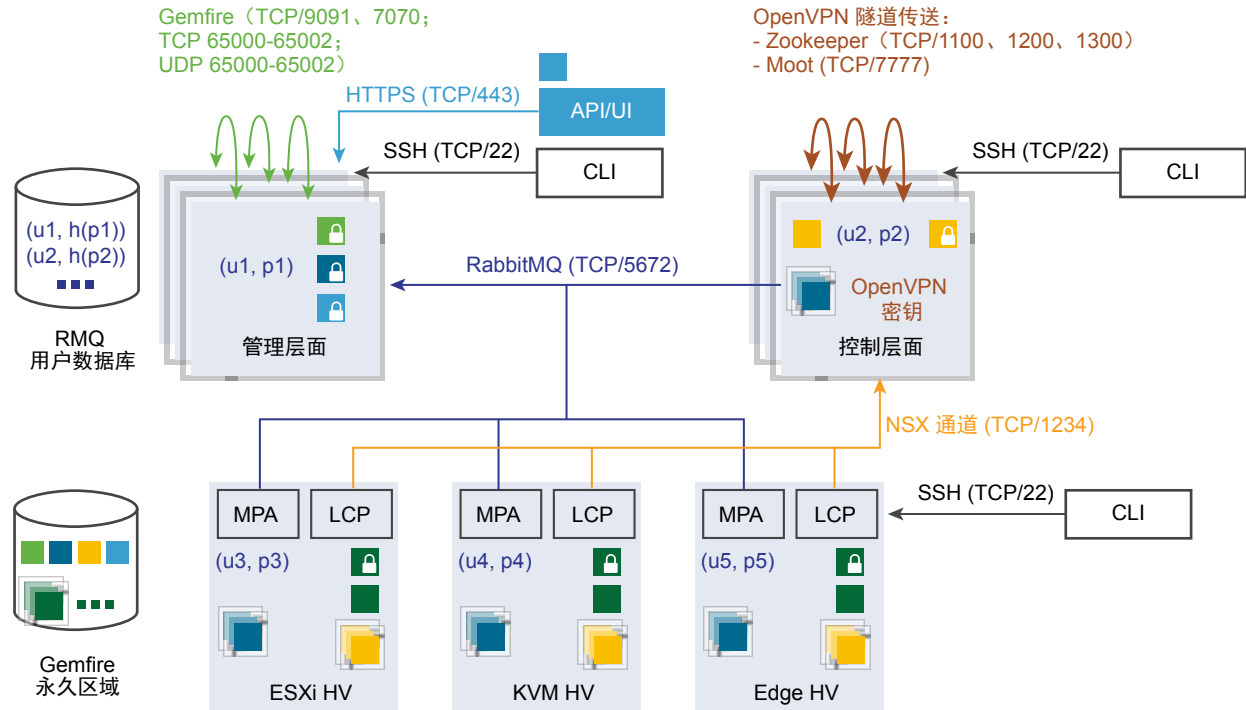 Gemfire（TCP/9091、7070；
TCP 65000-65002；
UDP 65000-65002）
OpenVPN 隧道传送：
- Zookeeper（TCP/1100、1200、1300）
- Moot (TCP/7777)
HTTPS (TCP/443)
API/UI
SSH (TCP/22)
CLI
SSH (TCP/22)
CLI
(u1, h(p1))
(u2, h(p2))
RMQ
用户数据库
(u1, p1)
管理层面
RabbitMQ (TCP/5672)
(u2, p2)
OpenVPN
密钥
控制层面
NSX 通道 (TCP/1234)
MPA
LCP
(u3, p3)
ESXi HV
MPA
LCP
(u4, p4)
KVM HV
MPA
LCP
(u5, p5)
Edge HV
SSH (TCP/22)
CLI
Gemfire
永久区域